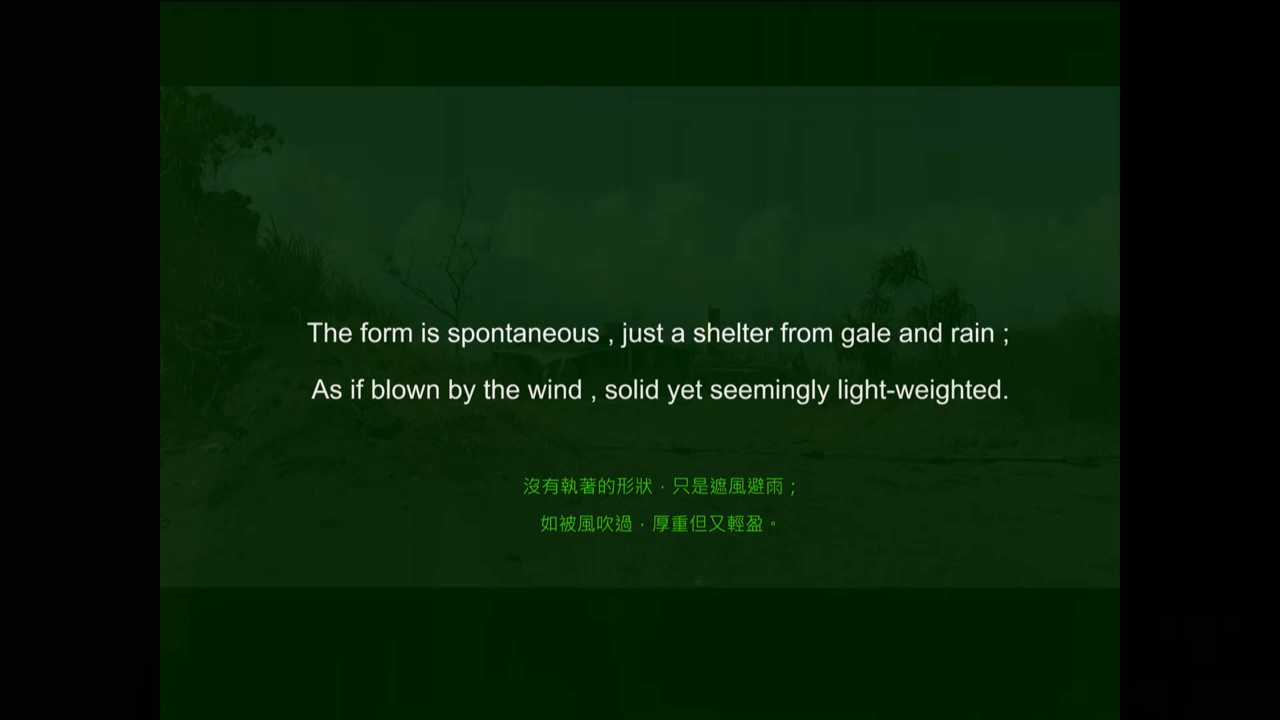 The form is spontaneous , just a shelter from gale and rain ;
As if blown by the wind , solid yet seemingly light-weighted.
沒有執著的形狀，只是遮風避雨；
如被風吹過，厚重但又輕盈。